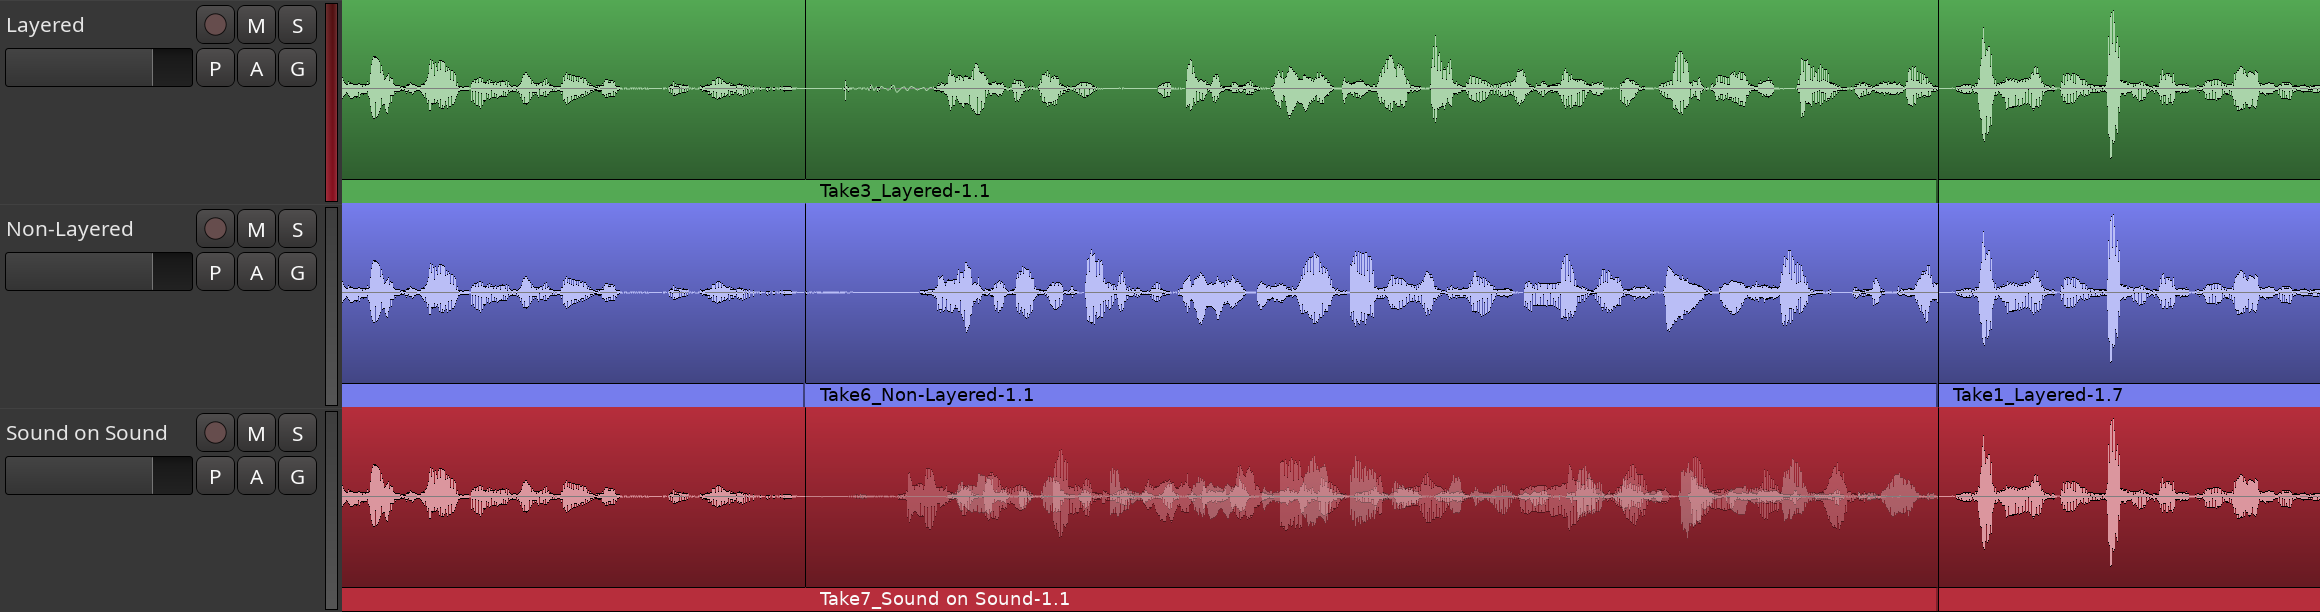 Layered M S
P A G
Take3_Layered-1.1
Non-Layered M S
P A G
Take6_Non-Layered-1.1 Take1_Layered-1.7
Sound on Sound M S
P A G
Take7_Sound on Sound-1.1